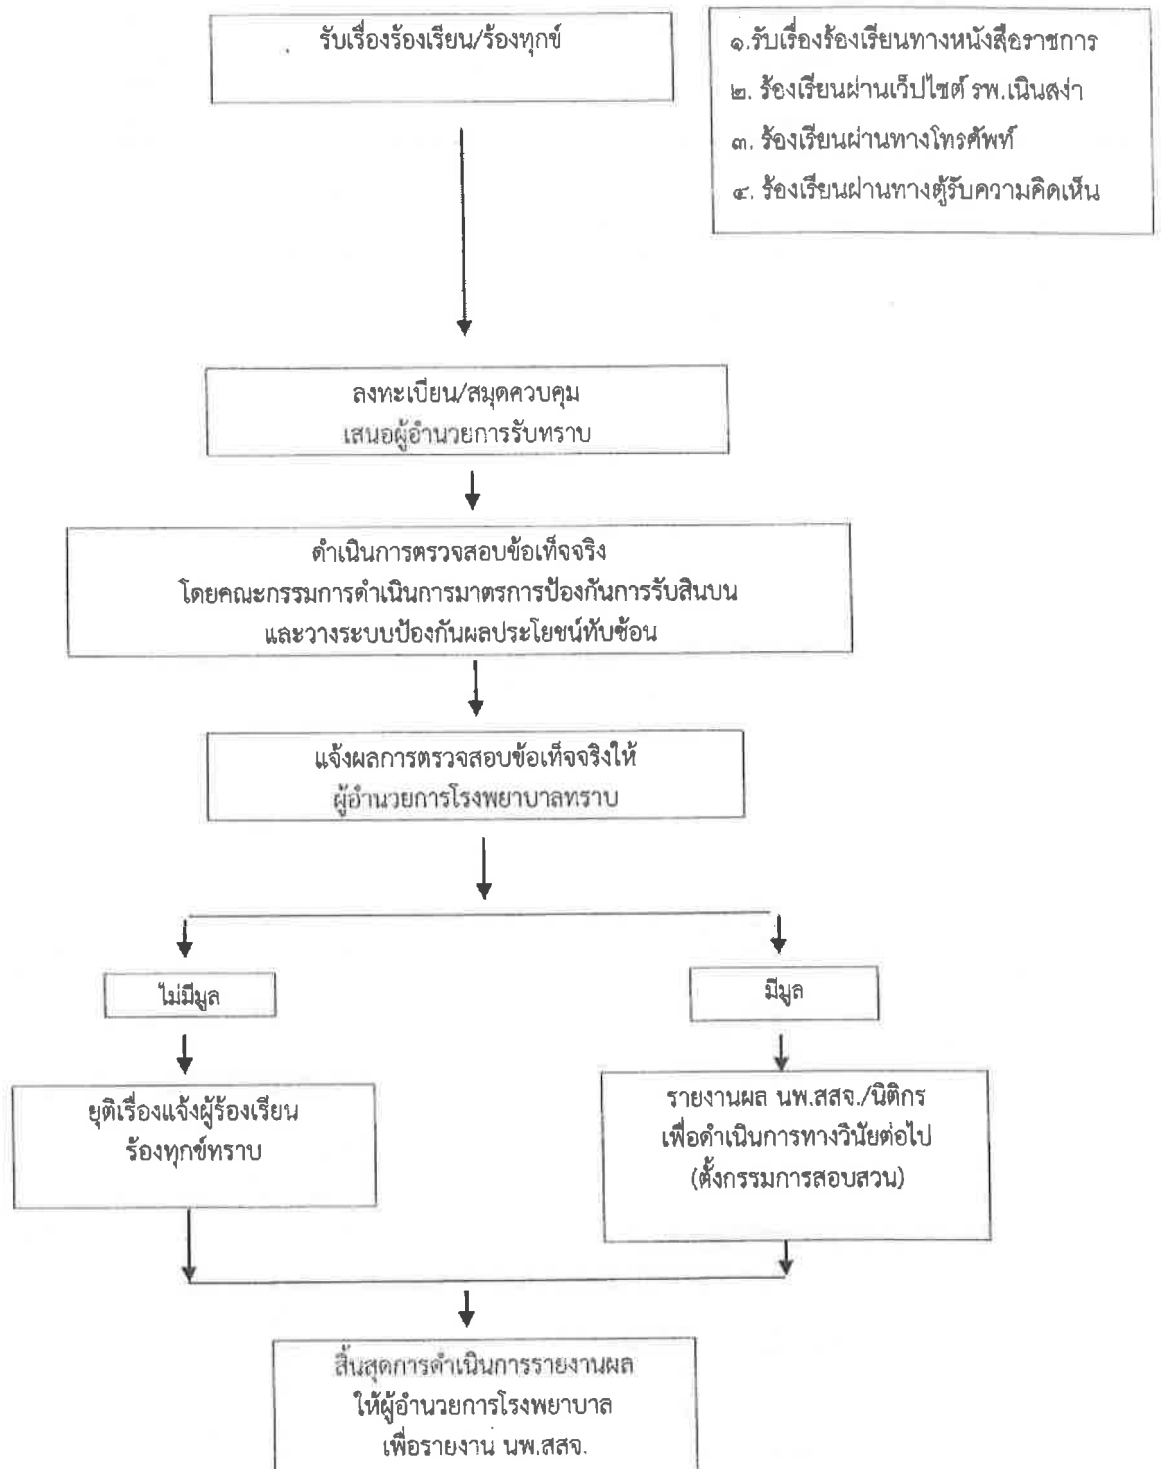 รับเรื่องร้องเรียน/ร้องทุกข์
๑.รับเรื่องร้องเรียนทางหนังสือราชการ
๒. ร้องเรียนผ่านเว็ปไซต์ รพ.เนินสง่า
๓. ร้องเรียนผ่านทางโทรศัพท์
๔. ร้องเรียนผ่านทางตู้รับความคิดเห็น
ลงทะเบียน/สมุดควบคุม
เสนอผู้อำนวยการรับทราบ
ดำเนินการตรวจสอบข้อเท็จจริง
โดยคณะกรรมการดำเนินการมาตรการป้องกันการรับสินบน
และวางระบบป้องกันผลประโยชน์ทับซ้อน
แจ้งผลการตรวจสอบข้อเท็จจริงให้
ผู้อำนวยการโรงพยาบาลทราบ
ไม่มีมูล
มีมูล
ยุติเรื่องแจ้งผู้ร้องเรียน
ร้องทุกข์ทราบ
รายงานผล นพ.สสจ./นิติกร
เพื่อดำเนินการทางวินัยต่อไป
(ตั้งกรรมการสอบสวน)
สิ้นสุดการดำเนินการรายงานผล
ให้ผู้อำนวยการโรงพยาบาล
เพื่อรายงาน นพ.สสจ.